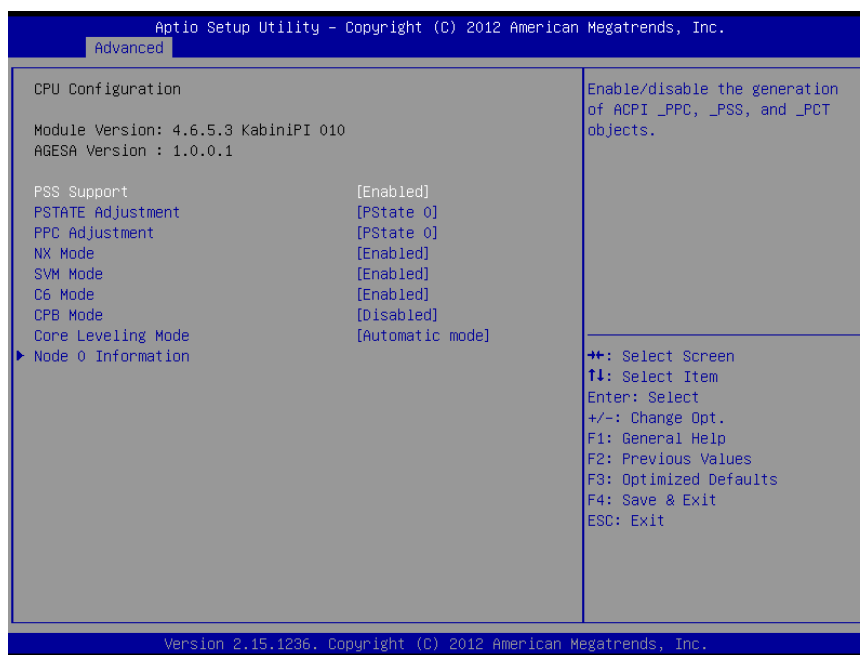 Aptio Setup Utility – Copyright (C) 2012 American Megatrends, Inc.
Advanced
CPU Configuration
Module Version: 4.6.5.3 KabiniPI 010
AGESA Version : 1.0.0.1
PSS Support [Enabled]
PSTATE Adjustment [PState 0]
PPC Adjustment [PState 0]
NX Mode [Enabled]
SVM Mode [Enabled]
C6 Mode [Enabled]
CPB Mode [Disabled]
Core Leveling Mode [Automatic mode]
Node 0 Information
Enable/disable the generation
of ACPI _PPC, _PSS, and _PCT
objects.
→←: Select Screen
↑↓: Select Item
Enter: Select
+/-: Change Opt.
F1: General Help
F2: Previous Values
F3: Optimized Defaults
F4: Save & Exit
ESC: Exit
Version 2.15.1236. Copyright (C) 2012 American Megatrends, Inc.